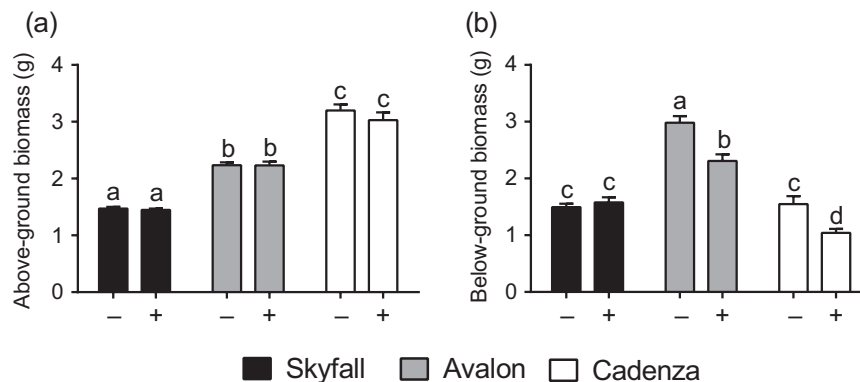 (a)
Above-ground biomass (g)
4
3
2
1
0
a a b b c c
– + – + – +
(b)
Below-ground biomass (g)
4
3
2
1
0
c c a b c d
– + – + – +
Skyfall Avalon Cadenza